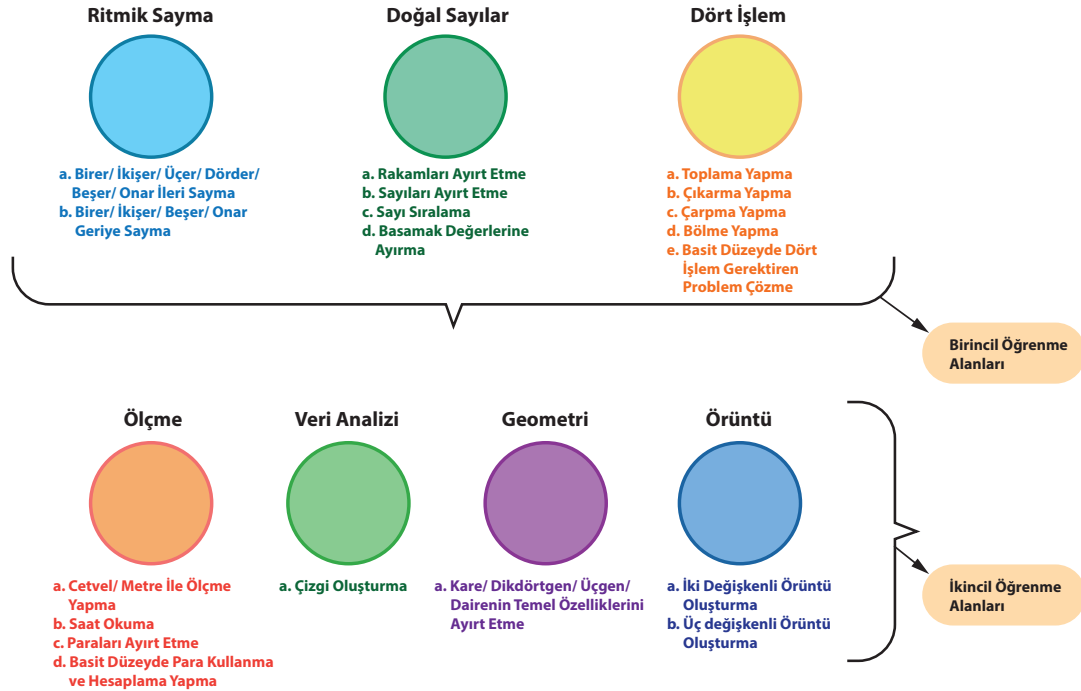 Ritmik Sayma
a. Birer/ İkişer/ Üçer/ Dörder/
Beşer/ Onar İleri Sayma
b. Birer/ İkişer/ Beşer/ Onar
Geriye Sayma
Doğal Sayılar
a. Rakamları Ayırt Etme
b. Sayıları Ayırt Etme
c. Sayı Sıralama
d. Basamak Değerlerine
Ayırma
Dört İşlem
a. Toplama Yapma
b. Çıkarma Yapma
c. Çarpma Yapma
d. Bölme Yapma
e. Basit Düzeyde Dört
İşlem Gerektiren
Problem Çözme
Birincil Öğrenme
Alanları
Ölçme
a. Cetvel/ Metre İle Ölçme
Yapma
b. Saat Okuma
c. Paraları Ayırt Etme
d. Basit Düzeyde Para Kullanma
ve Hesaplama Yapma
Veri Analizi
a. Çizgi Oluşturma
Geometri
a. Kare/ Dikdörtgen/ Üçgen/
Dairenin Temel Özelliklerini
Ayırt Etme
Örüntü
a. İki Değişkenli Örüntü
Oluşturma
b. Üç değişkenli Örüntü
Oluşturma
İkincil Öğrenme
Alanları